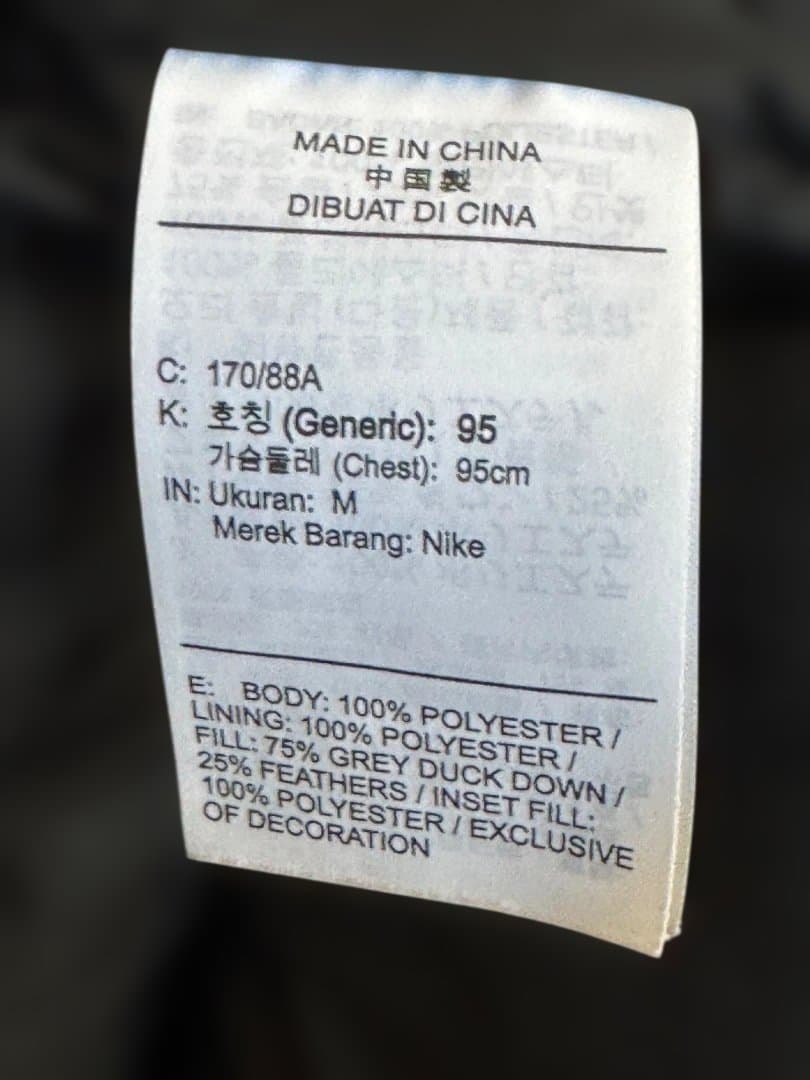 MADE IN CHINA
中国製
DIBUAT DI CINA
C: 170/88A
K: 호칭 (Generic): 95
가슴둘레 (Chest): 95cm
IN: Ukuran: M
Merek Barang: Nike
E: BODY: 100% POLYESTER /
LINING: 100% POLYESTER /
FILL: 75% GREY DUCK DOWN /
25% FEATHERS / INSET FILL:
100% POLYESTER / EXCLUSIVE
OF DECORATION